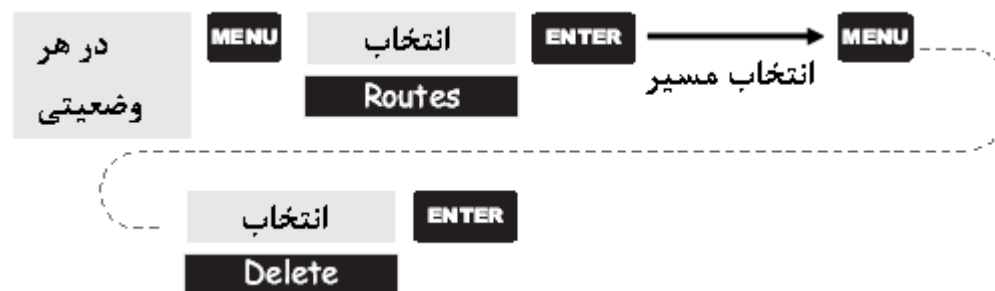 در هر
وضعیتی
MENU
انتخاب
Routes
ENTER
انتخاب مسیر
MENU
انتخاب
Delete
ENTER